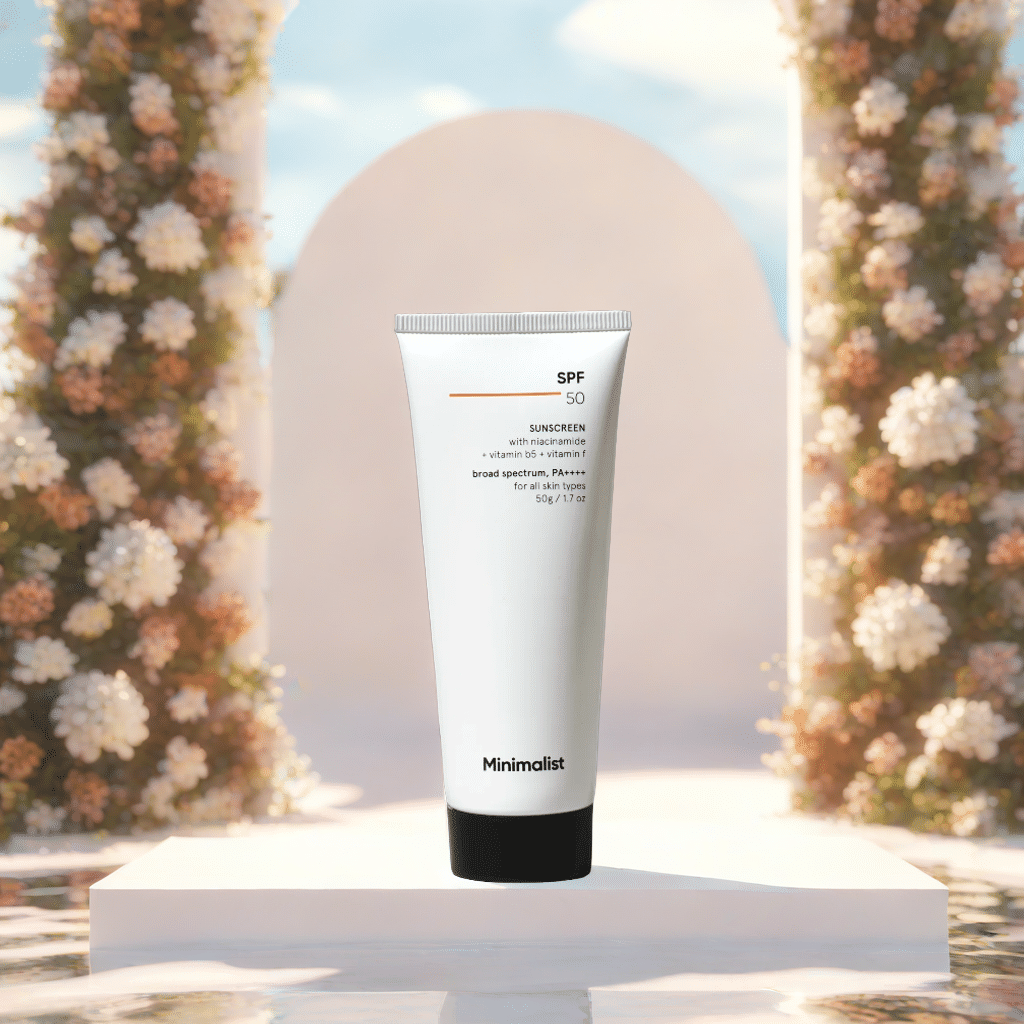 SPF
50
SUNSCREEN
with niacinamide
+ vitamin b5 + vitamin f
broad spectrum, PA++++
for all skin types
50g / 1.7 oz
Minimalist